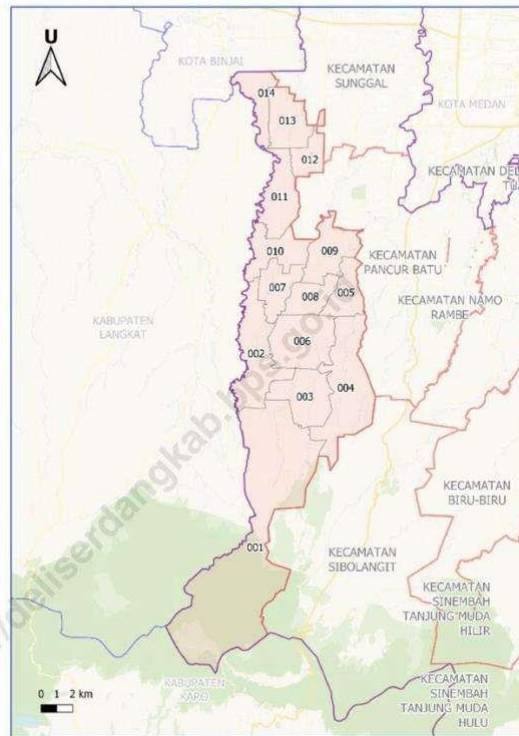 U
KOTA BINJAI
KECAMATAN
SUNGGAL
KOTA MEDAN
014
013
012
KECAMATAN DEL
TU
011
010
009
KECAMATAN
PANCUR BATU
007
008
005
KECAMATAN NAMO
RAMBE
KABUPATEN
LANGKAT
002
006
003
004
KECAMATAN
BIRU-BIRU
001
KECAMATAN
SIBOLANGIT
KECAMATAN
SINEMBAH
TANJUNG MUDA
HILIR
KABUPATEN
KARO
KECAMATAN
SINEMBAH
TANJUNG MUDA
HULU
0 1 2 km
//deliserdangkab.bps.go.id